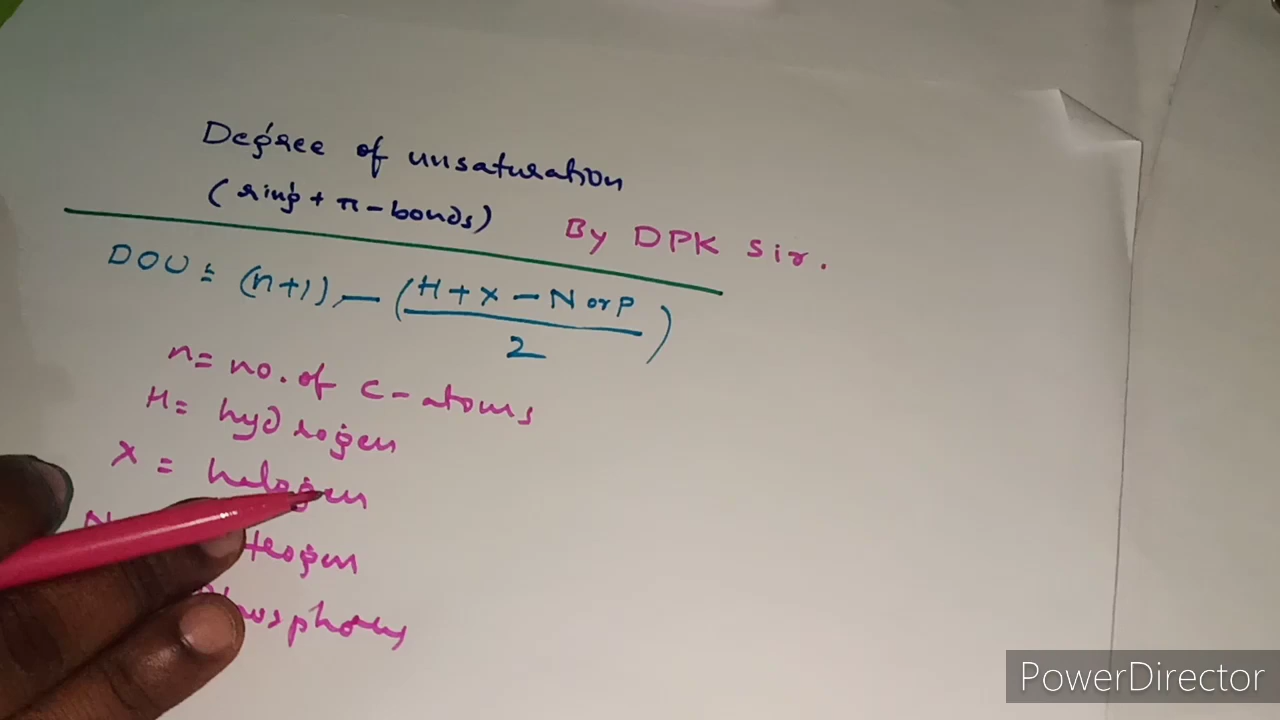 Degree of unsaturation
(ring + π-bonds)
By DPK Sir.
DOU = (n+1) - (H+X-N or P / 2)
n= no. of C-atoms
H= hydrogen
X = halogen
PowerDirector